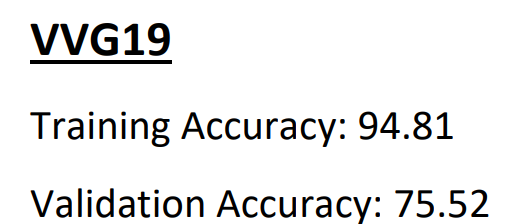 VVG19
Training Accuracy: 94.81
Validation Accuracy: 75.52